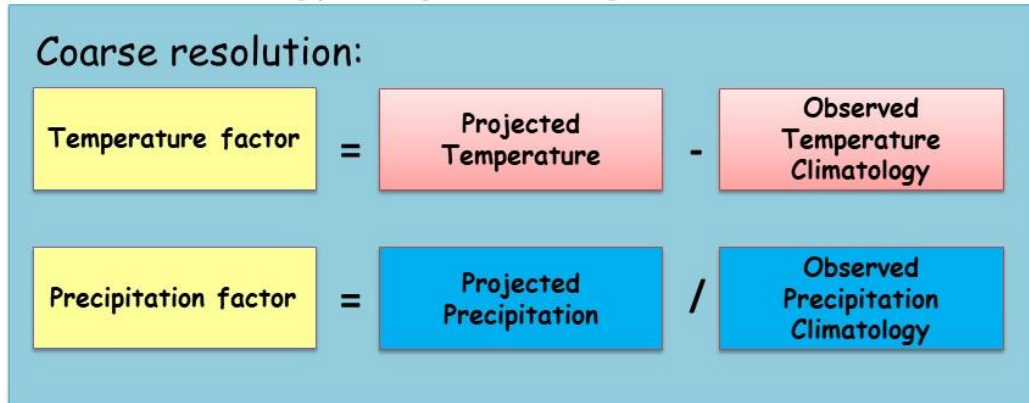 Coarse resolution:
Temperature factor = Projected Temperature - Observed Temperature Climatology
Precipitation factor = Projected Precipitation / Observed Precipitation Climatology